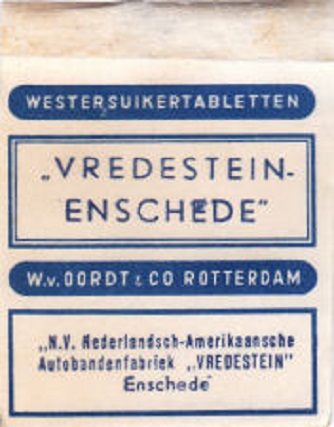 WESTERSUIKERTABLETTEN
„VREDESTEIN-
ENSCHEDE"
W.v. OORDT & CO ROTTERDAM
„N.V. Nederlandsch-Amerikaansche
Autobandenfabriek „VREDESTEIN"
Enschede